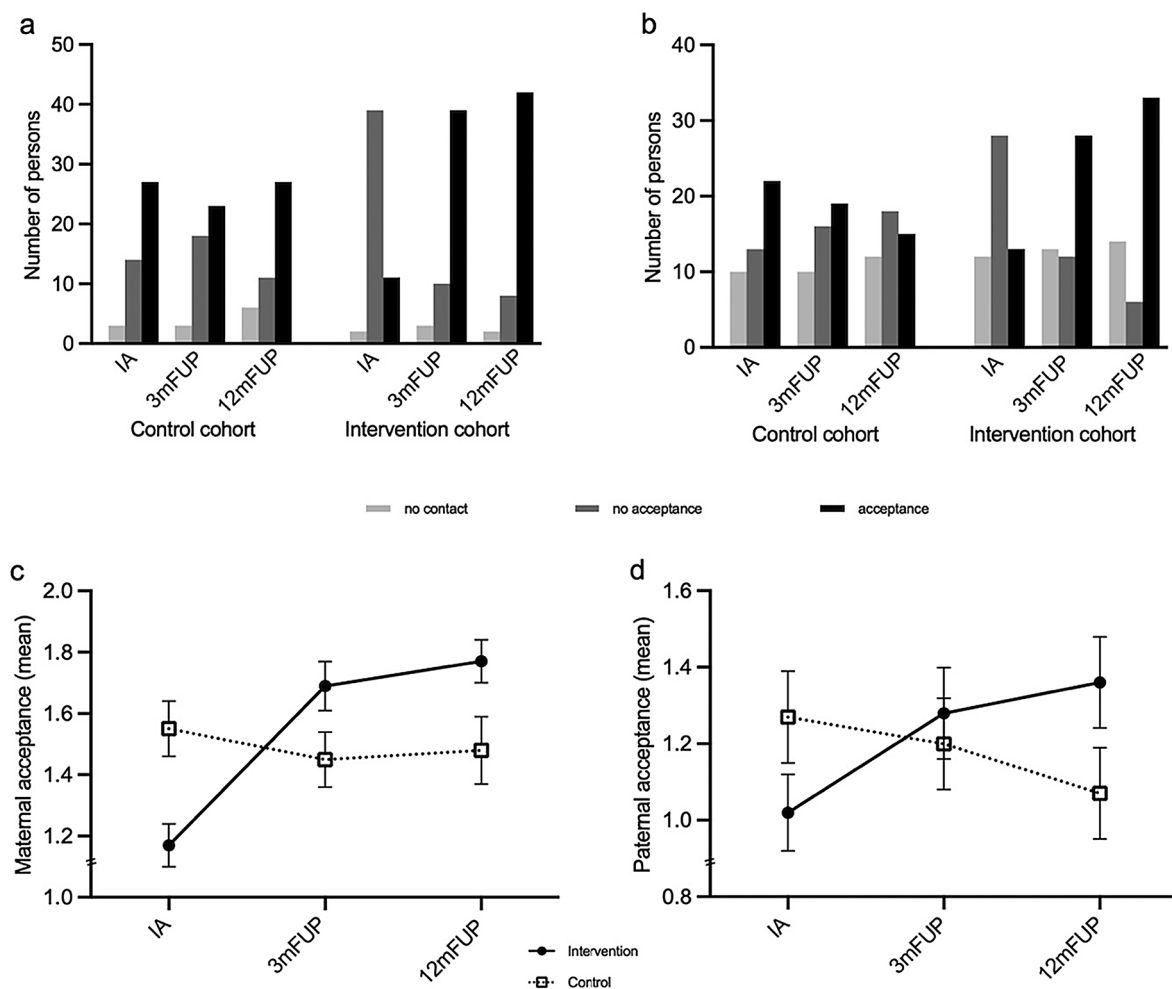 a
50
40
30
20
10
0
Number of persons
IA
3mFUP
12mFUP
IA
3mFUP
12mFUP
Control cohort
Intervention cohort
b
40
30
20
10
0
Number of persons
IA
3mFUP
12mFUP
IA
3mFUP
12mFUP
Control cohort
Intervention cohort
no contact
no acceptance
acceptance
c
2.0
1.8
1.6
1.4
1.2
1.0
Maternal acceptance (mean)
IA
3mFUP
12mFUP
d
1.6
1.4
1.2
1.0
0.8
Paternal acceptance (mean)
IA
3mFUP
12mFUP
Intervention
Control